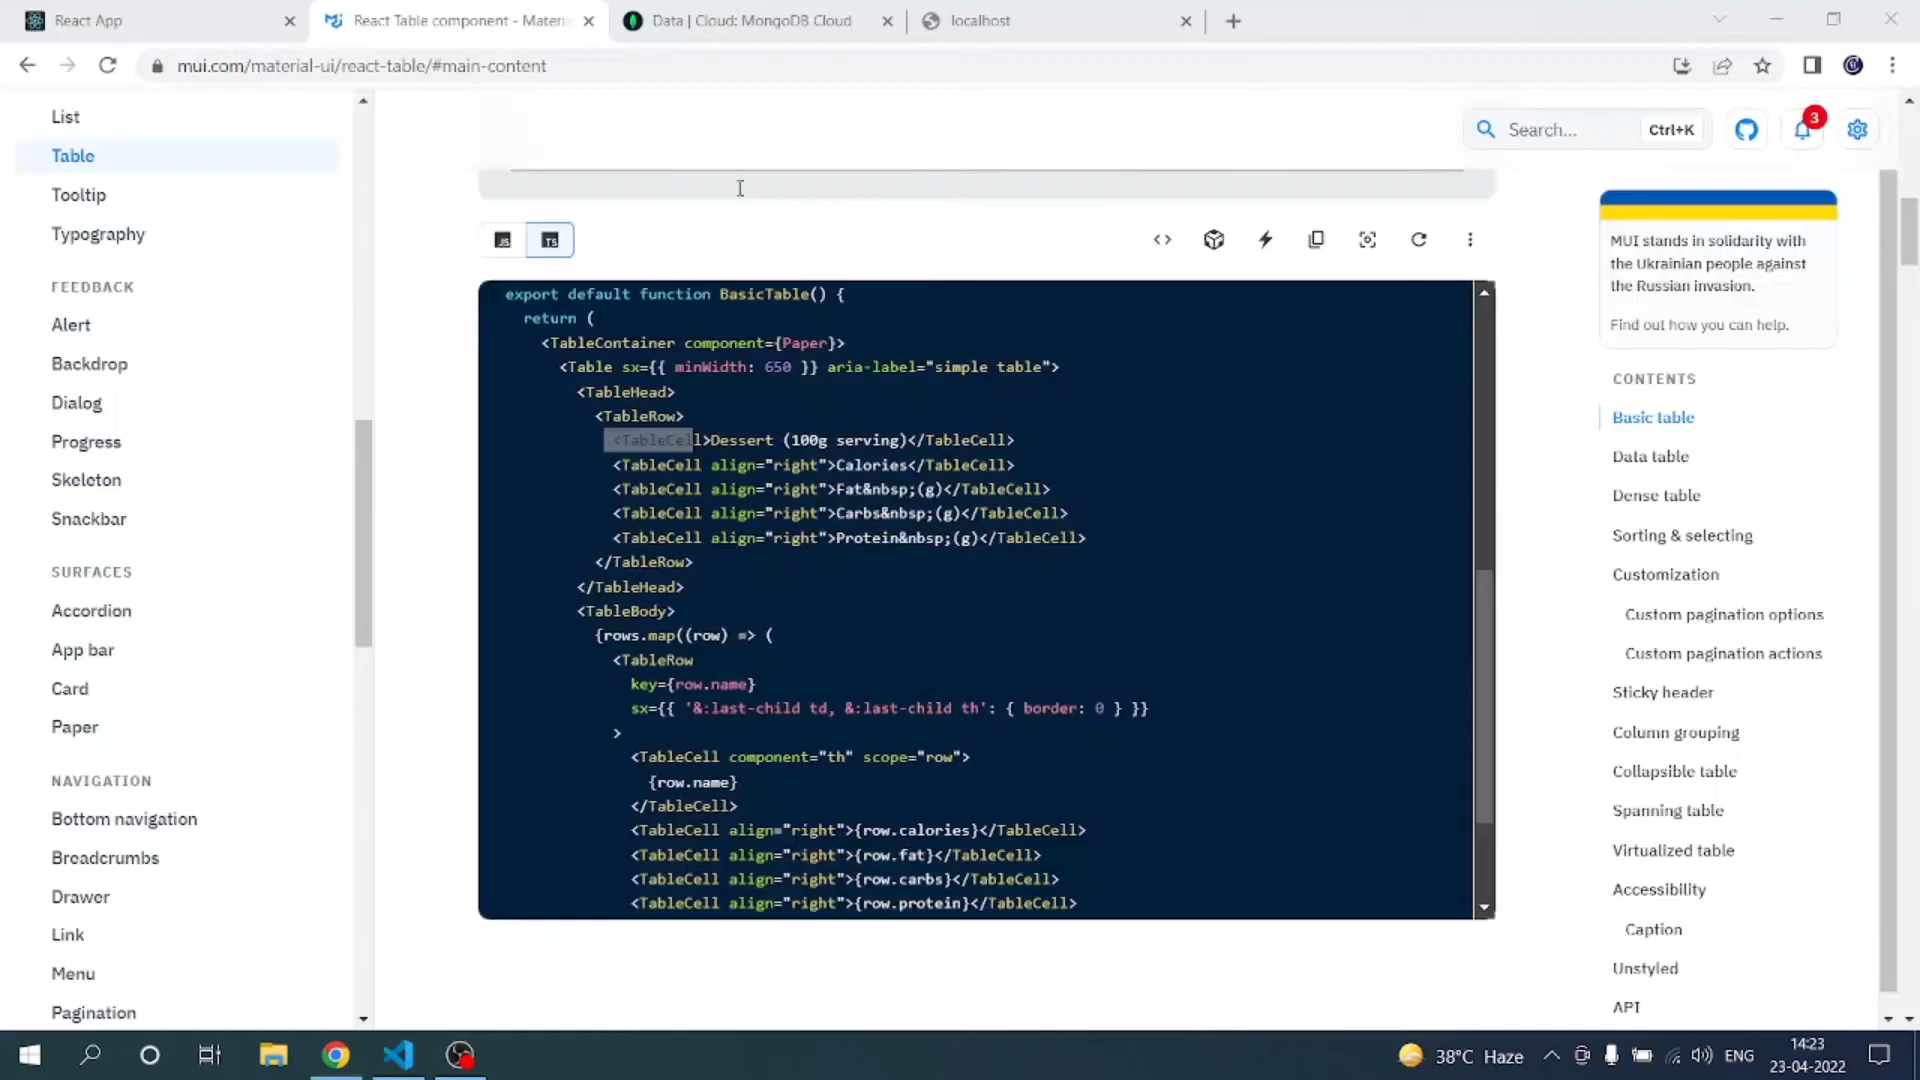 React App
React Table component - Materia
Data | Cloud: MongoDB Cloud
localhost
mui.com/material-ui/react-table/#main-content
List
Table
Tooltip
Typography
FEEDBACK
Alert
Backdrop
Dialog
Progress
Skeleton
Snackbar
SURFACES
Accordion
App bar
Card
Paper
NAVIGATION
Bottom navigation
Breadcrumbs
Drawer
Link
Menu
Pagination
Search...
Ctrl+K
3
JS
TS
export default function BasicTable() {
return (
<TableContainer component={Paper}>
<Table sx={{ minWidth: 650 }} aria-label="simple table">
<TableHead>
<TableRow>
<TableCell>Dessert (100g serving)</TableCell>
<TableCell align="right">Calories</TableCell>
<TableCell align="right">Fat&nbsp;(g)</TableCell>
<TableCell align="right">Carbs&nbsp;(g)</TableCell>
<TableCell align="right">Protein&nbsp;(g)</TableCell>
</TableRow>
</TableHead>
<TableBody>
{rows.map((row) => (
<TableRow
key={row.name}
sx={{ '&:last-child td, &:last-child th': { border: 0 } }}
>
<TableCell component="th" scope="row">
{row.name}
</TableCell>
<TableCell align="right">{row.calories}</TableCell>
<TableCell align="right">{row.fat}</TableCell>
<TableCell align="right">{row.carbs}</TableCell>
<TableCell align="right">{row.protein}</TableCell>
MUI stands in solidarity with
the Ukrainian people against
the Russian invasion.
Find out how you can help.
CONTENTS
Basic table
Data table
Dense table
Sorting & selecting
Customization
Custom pagination options
Custom pagination actions
Sticky header
Column grouping
Collapsible table
Spanning table
Virtualized table
Accessibility
Caption
Unstyled
API
38°C Haze
ENG
14:23
23-04-2022